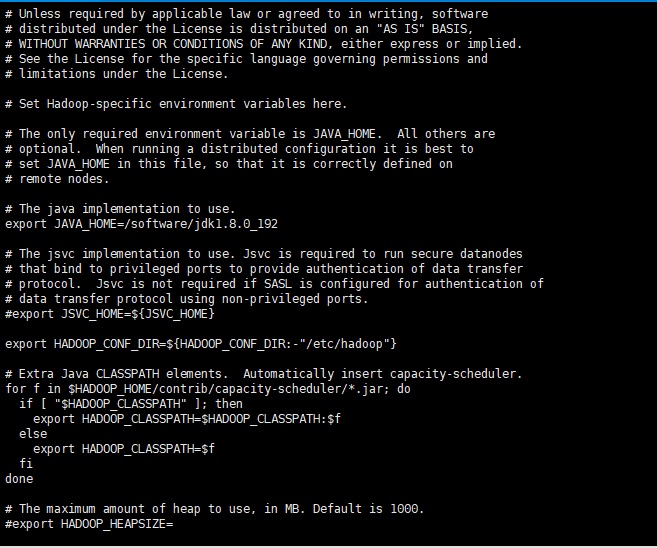 # Unless required by applicable law or agreed to in writing, software
# distributed under the License is distributed on an "AS IS" BASIS,
# WITHOUT WARRANTIES OR CONDITIONS OF ANY KIND, either express or implied.
# See the License for the specific language governing permissions and
# limitations under the License.
# Set Hadoop-specific environment variables here.
# The only required environment variable is JAVA_HOME.  All others are
# optional.  When running a distributed configuration it is best to
# set JAVA_HOME in this file, so that it is correctly defined on
# remote nodes.
# The java implementation to use.
export JAVA_HOME=/software/jdk1.8.0_192
# The jsvc implementation to use. Jsvc is required to run secure datanodes
# that bind to privileged ports to provide authentication of data transfer
# protocol.  Jsvc is not required if SASL is configured for authentication of
# data transfer protocol using non-privileged ports.
#export JSVC_HOME=${JSVC_HOME}
export HADOOP_CONF_DIR=${HADOOP_CONF_DIR:-"/etc/hadoop"}
# Extra Java CLASSPATH elements.  Automatically insert capacity-scheduler.
for f in $HADOOP_HOME/contrib/capacity-scheduler/*.jar; do
  if [ "$HADOOP_CLASSPATH" ]; then
    export HADOOP_CLASSPATH=$HADOOP_CLASSPATH:$f
  else
    export HADOOP_CLASSPATH=$f
  fi
done
# The maximum amount of heap to use, in MB. Default is 1000.
#export HADOOP_HEAPSIZE=